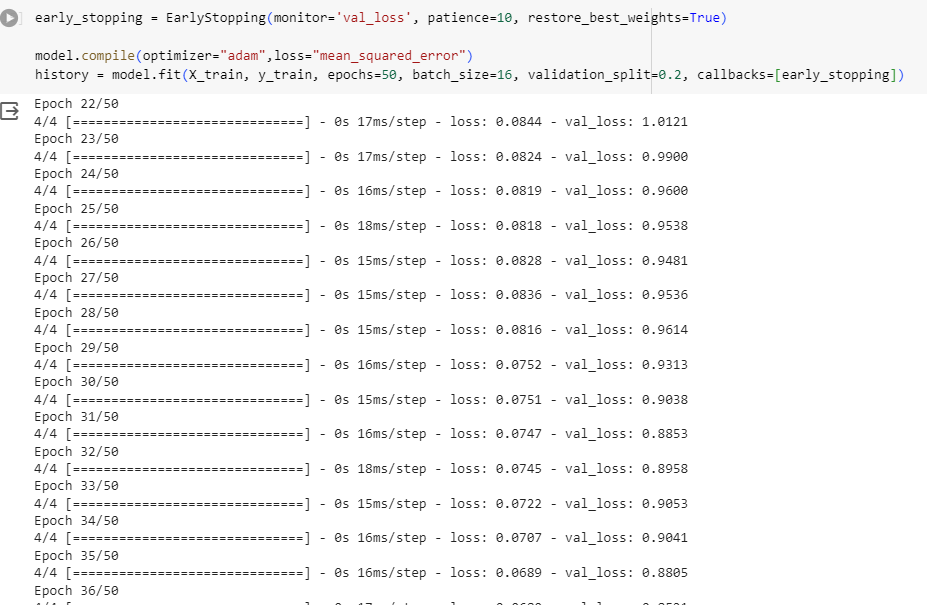 early_stopping = EarlyStopping(monitor='val_loss', patience=10, restore_best_weights=True)
model.compile(optimizer="adam",loss="mean_squared_error")
history = model.fit(X_train, y_train, epochs=50, batch_size=16, validation_split=0.2, callbacks=[early_stopping])
Epoch 22/50
4/4 [==============================] - 0s 17ms/step - loss: 0.0844 - val_loss: 1.0121
Epoch 23/50
4/4 [==============================] - 0s 17ms/step - loss: 0.0824 - val_loss: 0.9900
Epoch 24/50
4/4 [==============================] - 0s 16ms/step - loss: 0.0819 - val_loss: 0.9600
Epoch 25/50
4/4 [==============================] - 0s 18ms/step - loss: 0.0818 - val_loss: 0.9538
Epoch 26/50
4/4 [==============================] - 0s 15ms/step - loss: 0.0828 - val_loss: 0.9481
Epoch 27/50
4/4 [==============================] - 0s 15ms/step - loss: 0.0836 - val_loss: 0.9536
Epoch 28/50
4/4 [==============================] - 0s 15ms/step - loss: 0.0816 - val_loss: 0.9614
Epoch 29/50
4/4 [==============================] - 0s 16ms/step - loss: 0.0752 - val_loss: 0.9313
Epoch 30/50
4/4 [==============================] - 0s 15ms/step - loss: 0.0751 - val_loss: 0.9038
Epoch 31/50
4/4 [==============================] - 0s 16ms/step - loss: 0.0747 - val_loss: 0.8853
Epoch 32/50
4/4 [==============================] - 0s 18ms/step - loss: 0.0745 - val_loss: 0.8958
Epoch 33/50
4/4 [==============================] - 0s 15ms/step - loss: 0.0722 - val_loss: 0.9053
Epoch 34/50
4/4 [==============================] - 0s 16ms/step - loss: 0.0707 - val_loss: 0.9041
Epoch 35/50
4/4 [==============================] - 0s 16ms/step - loss: 0.0689 - val_loss: 0.8805
Epoch 36/50